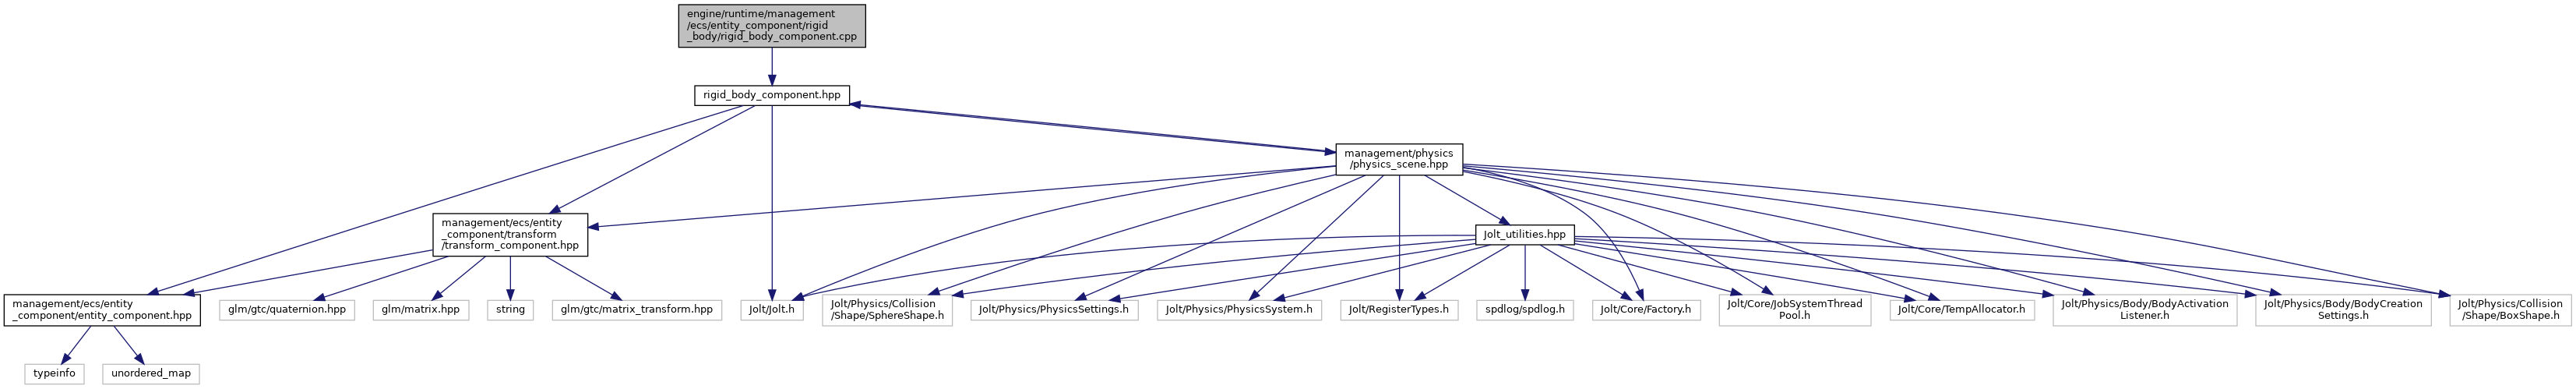 engine/runtime/management
/ecs/entity_component/rigid
_body/rigid_body_component.cpp
rigid_body_component.hpp
management/physics
/physics_scene.hpp
management/ecs/entity
_component/transform
/transform_component.hpp
Jolt_utilities.hpp
management/ecs/entity
_component/entity_component.hpp
glm/gtc/quaternion.hpp
glm/matrix.hpp
string
glm/gtc/matrix_transform.hpp
Jolt/Jolt.h
Jolt/Physics/Collision
/Shape/SphereShape.h
Jolt/Physics/PhysicsSettings.h
Jolt/Physics/PhysicsSystem.h
Jolt/RegisterTypes.h
spdlog/spdlog.h
Jolt/Core/Factory.h
Jolt/Core/JobSystemThread
Pool.h
Jolt/Core/TempAllocator.h
Jolt/Physics/Body/BodyActivation
Listener.h
Jolt/Physics/Body/BodyCreation
Settings.h
Jolt/Physics/Collision
/Shape/BoxShape.h
typeinfo
unordered_map